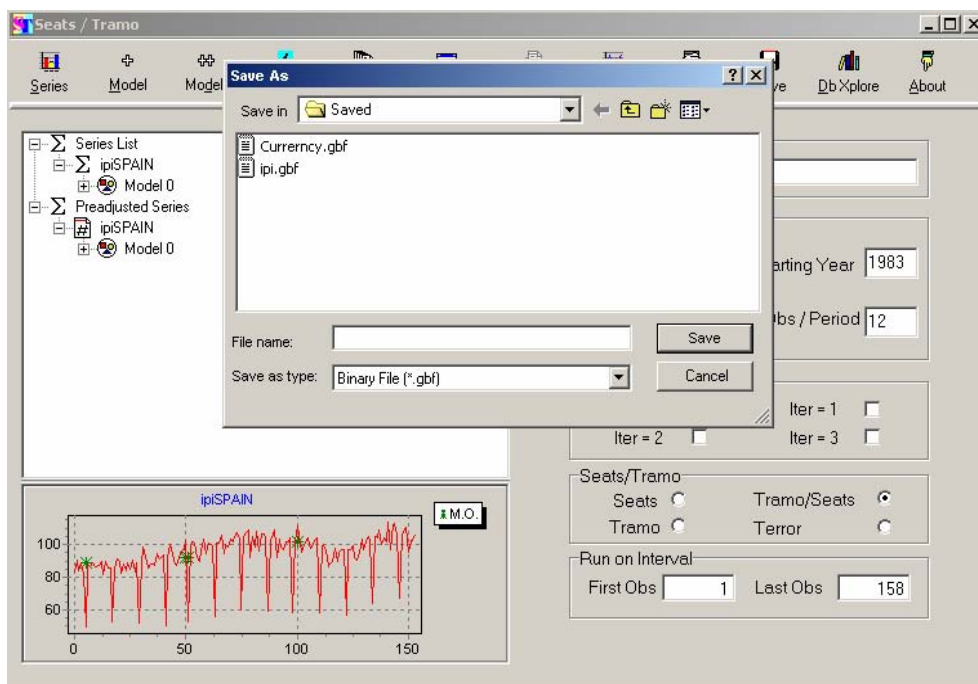 Seats / Tramo
Series
Model
Model
Db Xplore
About
Save As
Save in
Saved
Currerncy.gbf
ipi.gbf
File name:
Save
Save as type:
Binary File (*.gbf)
Cancel
Series List
ipiSPAIN
Model 0
Preadjusted Series
ipiSPAIN
Model 0
arting Year
1983
bs / Period
12
Iter = 1
Iter = 2
Iter = 3
Seats/Tramo
Seats
Tramo/Seats
Tramo
Terror
Run on Interval
First Obs
1
Last Obs
158
ipiSPAIN
M.O.
100
80
60
0
50
100
150